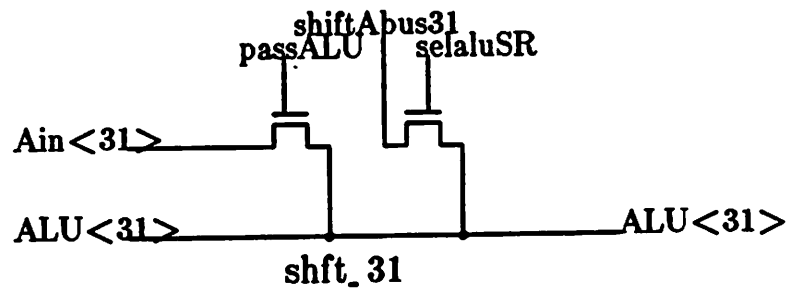 shiftAbus31
passALU
selaluSR
Ain<31>
ALU<31>
ALU<31>
shft_31